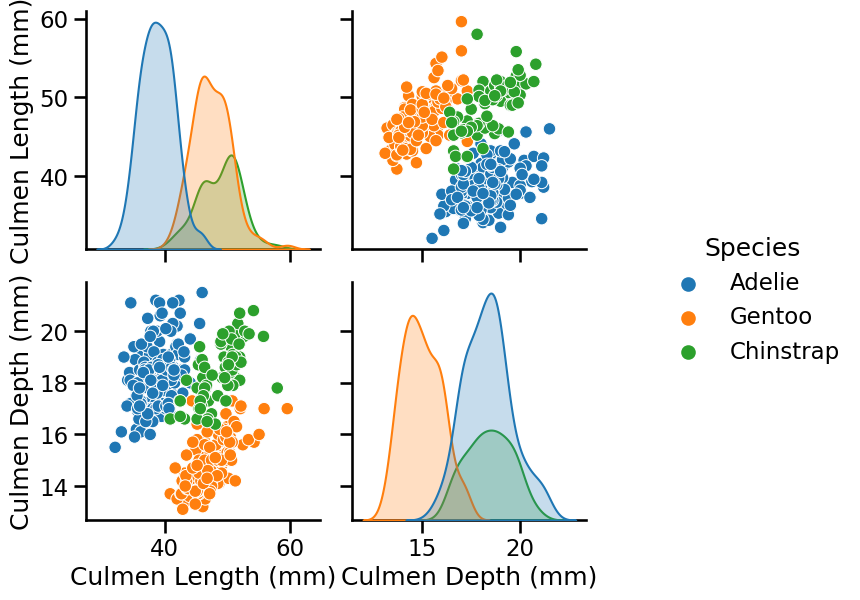 Culmen Length (mm)
60
50
40
Culmen Depth (mm)
20
18
16
14
40
60
15
20
Culmen Length (mm)
Culmen Depth (mm)
Species
Adelie
Gentoo
Chinstrap